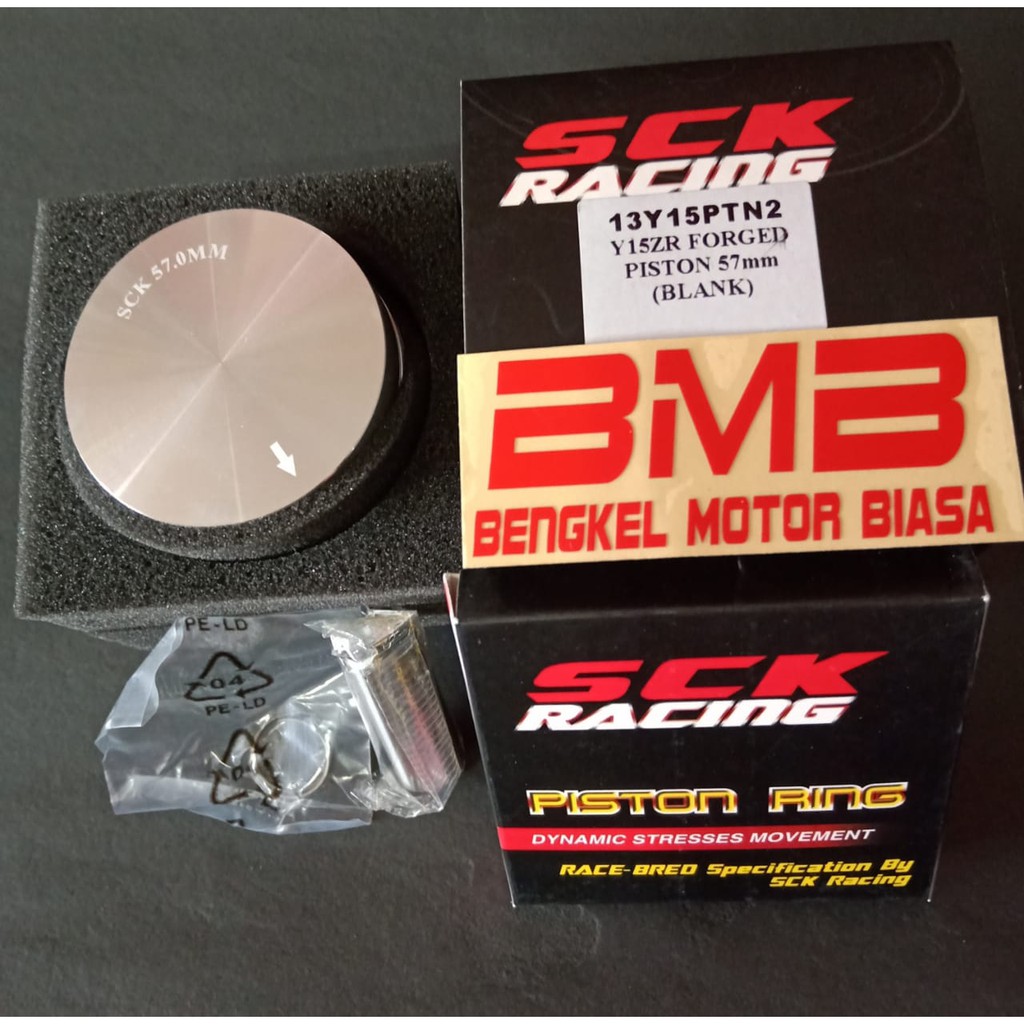 SCK
RACING
13Y15PTN2
Y15ZR FORGED
PISTON 57mm
(BLANK)
SCK 57.0MM
BMB
BENGKEL MOTOR BIASA
PE-LD
04
PE-LD
SCK
RACING
PISTON RING
DYNAMIC STRESSES MOVEMENT
RACE-BRED Specification By
SCK Racing